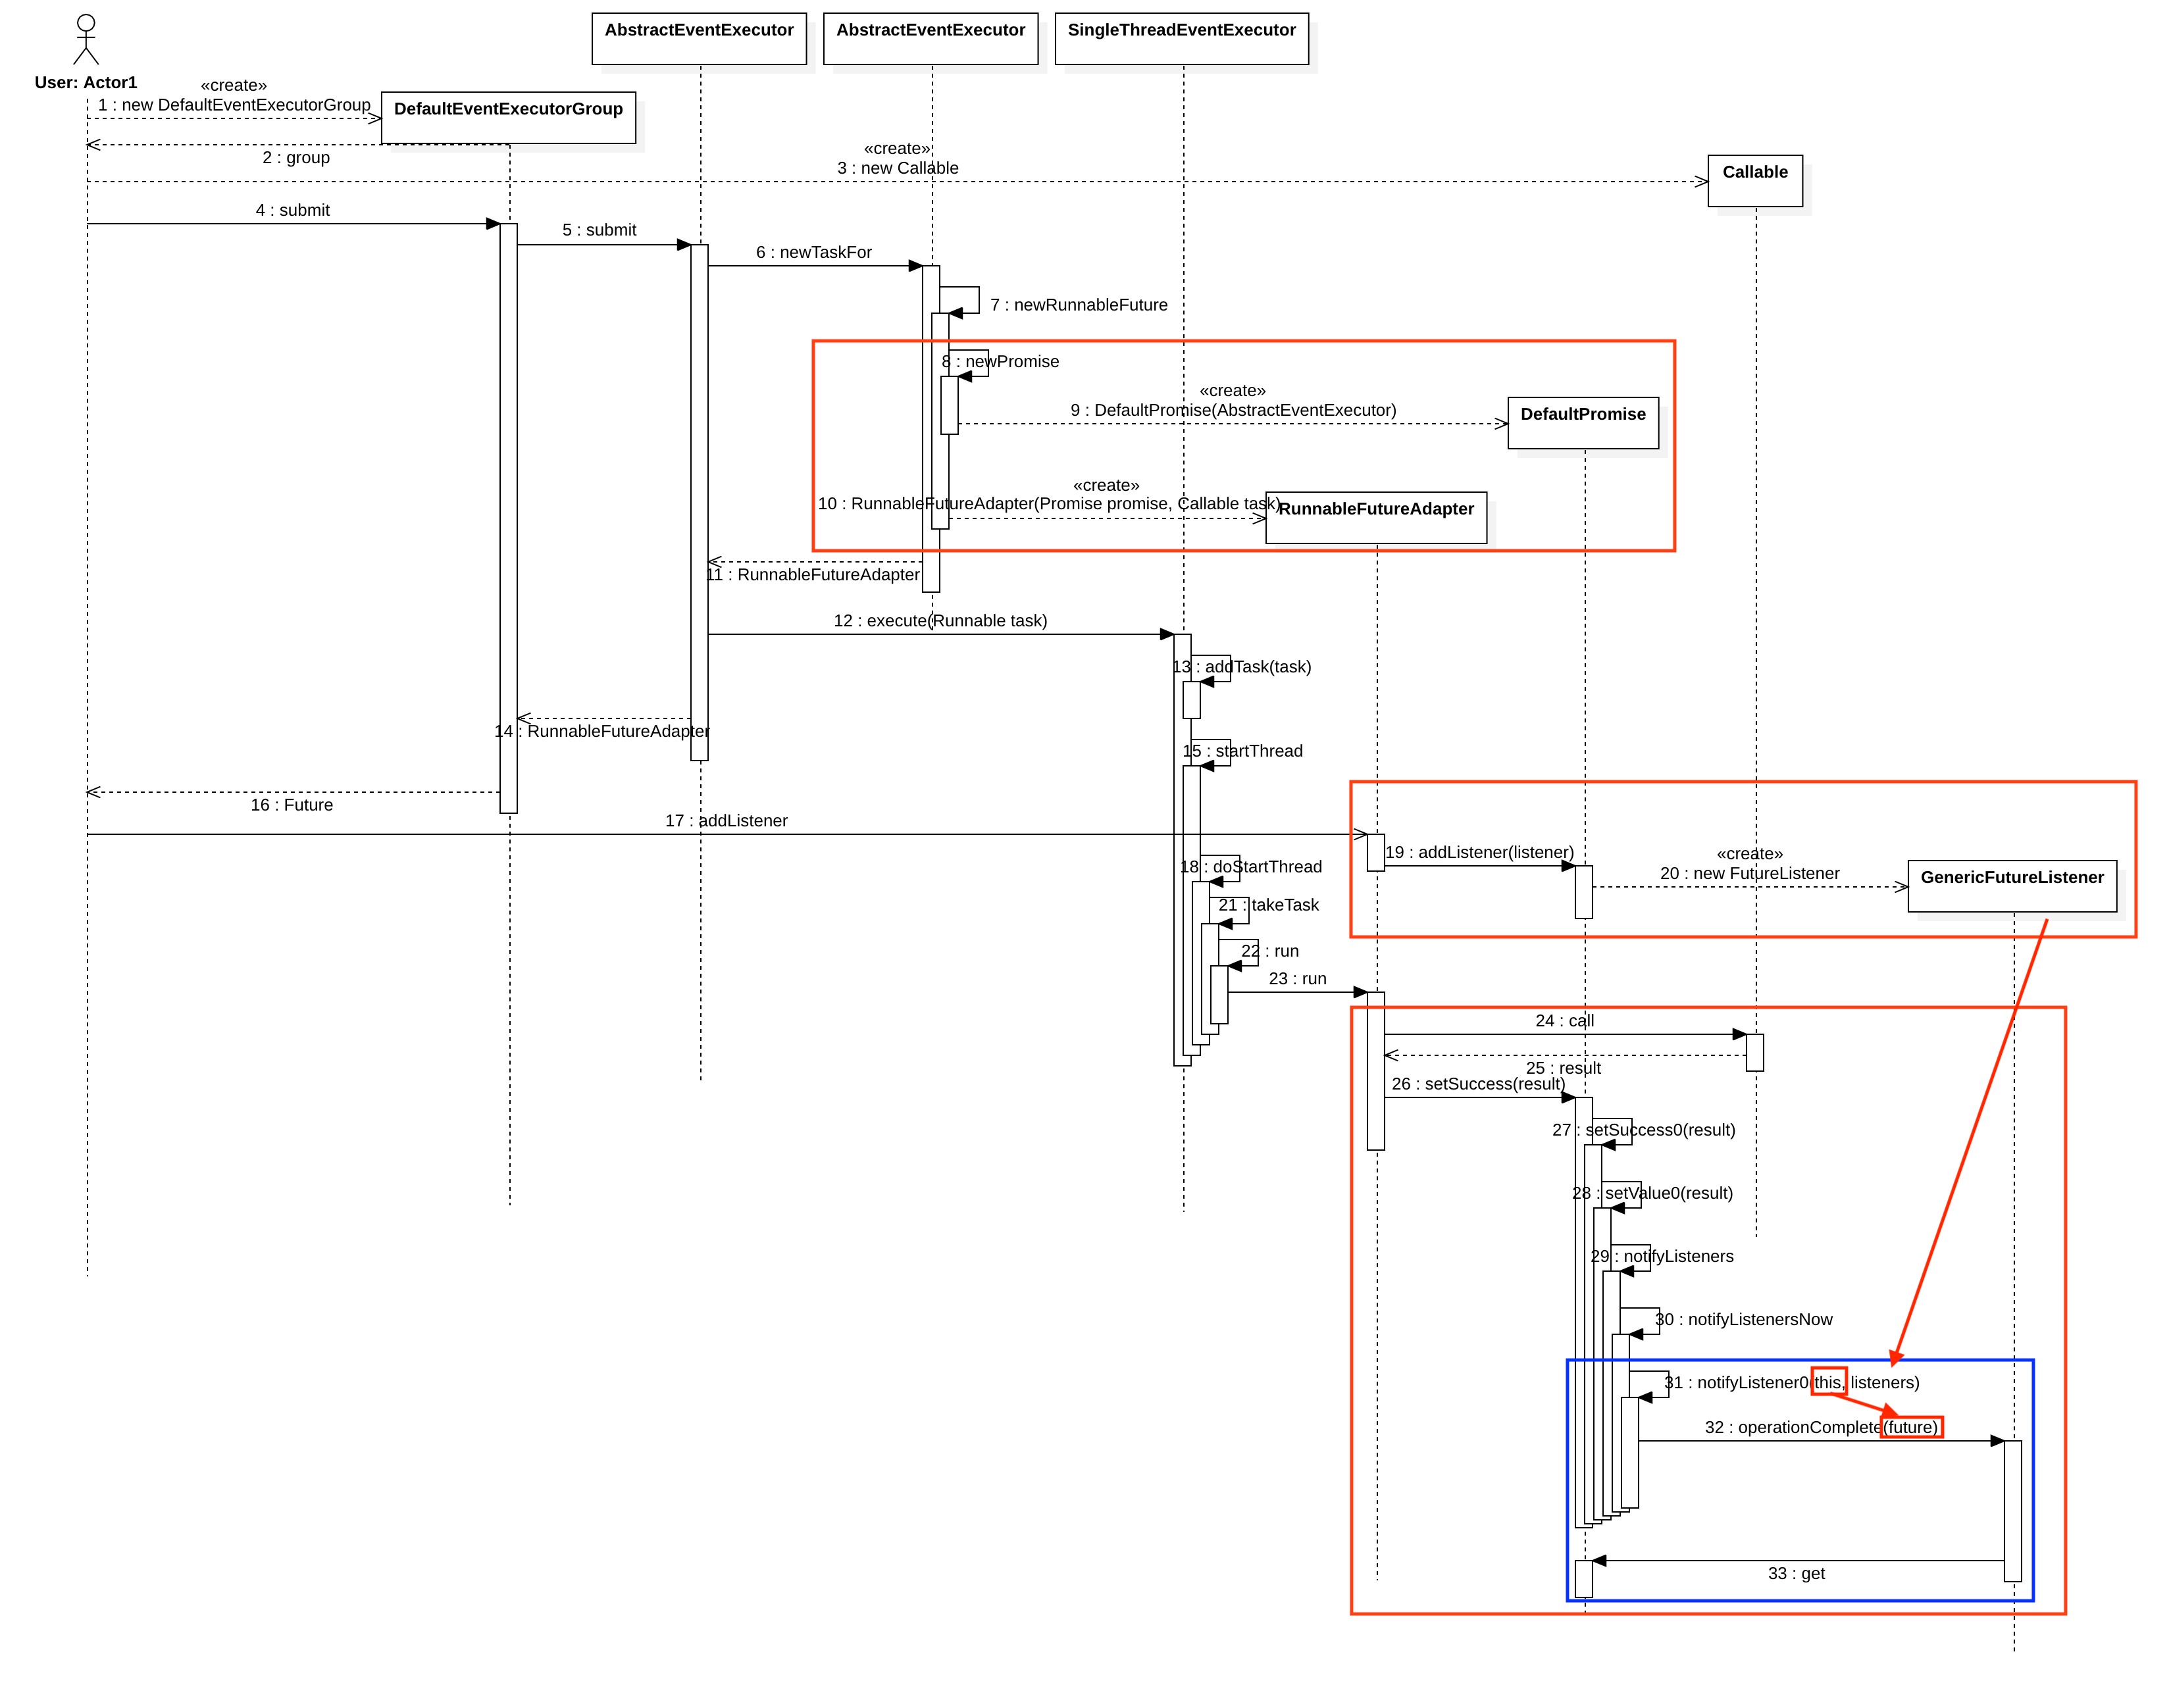 AbstractEventExecutor
AbstractEventExecutor
SingleThreadEventExecutor
User: Actor1
«create»
1 : new DefaultEventExecutorGroup
DefaultEventExecutorGroup
2 : group
«create»
3 : new Callable
Callable
4 : submit
5 : submit
6 : newTaskFor
7 : newRunnableFuture
8 : newPromise
«create»
9 : DefaultPromise(AbstractEventExecutor)
DefaultPromise
«create»
10 : RunnableFutureAdapter(Promise promise, Callable task)
RunnableFutureAdapter
11 : RunnableFutureAdapter
12 : execute(Runnable task)
13 : addTask(task)
14 : RunnableFutureAdapter
15 : startThread
16 : Future
17 : addListener
18 : doStartThread
19 : addListener(listener)
«create»
20 : new FutureListener
GenericFutureListener
21 : takeTask
22 : run
23 : run
24 : call
25 : result
26 : setSuccess(result)
27 : setSuccess0(result)
28 : setValue0(result)
29 : notifyListeners
30 : notifyListenersNow
31 : notifyListener0(this, listeners)
32 : operationComplete(future)
33 : get